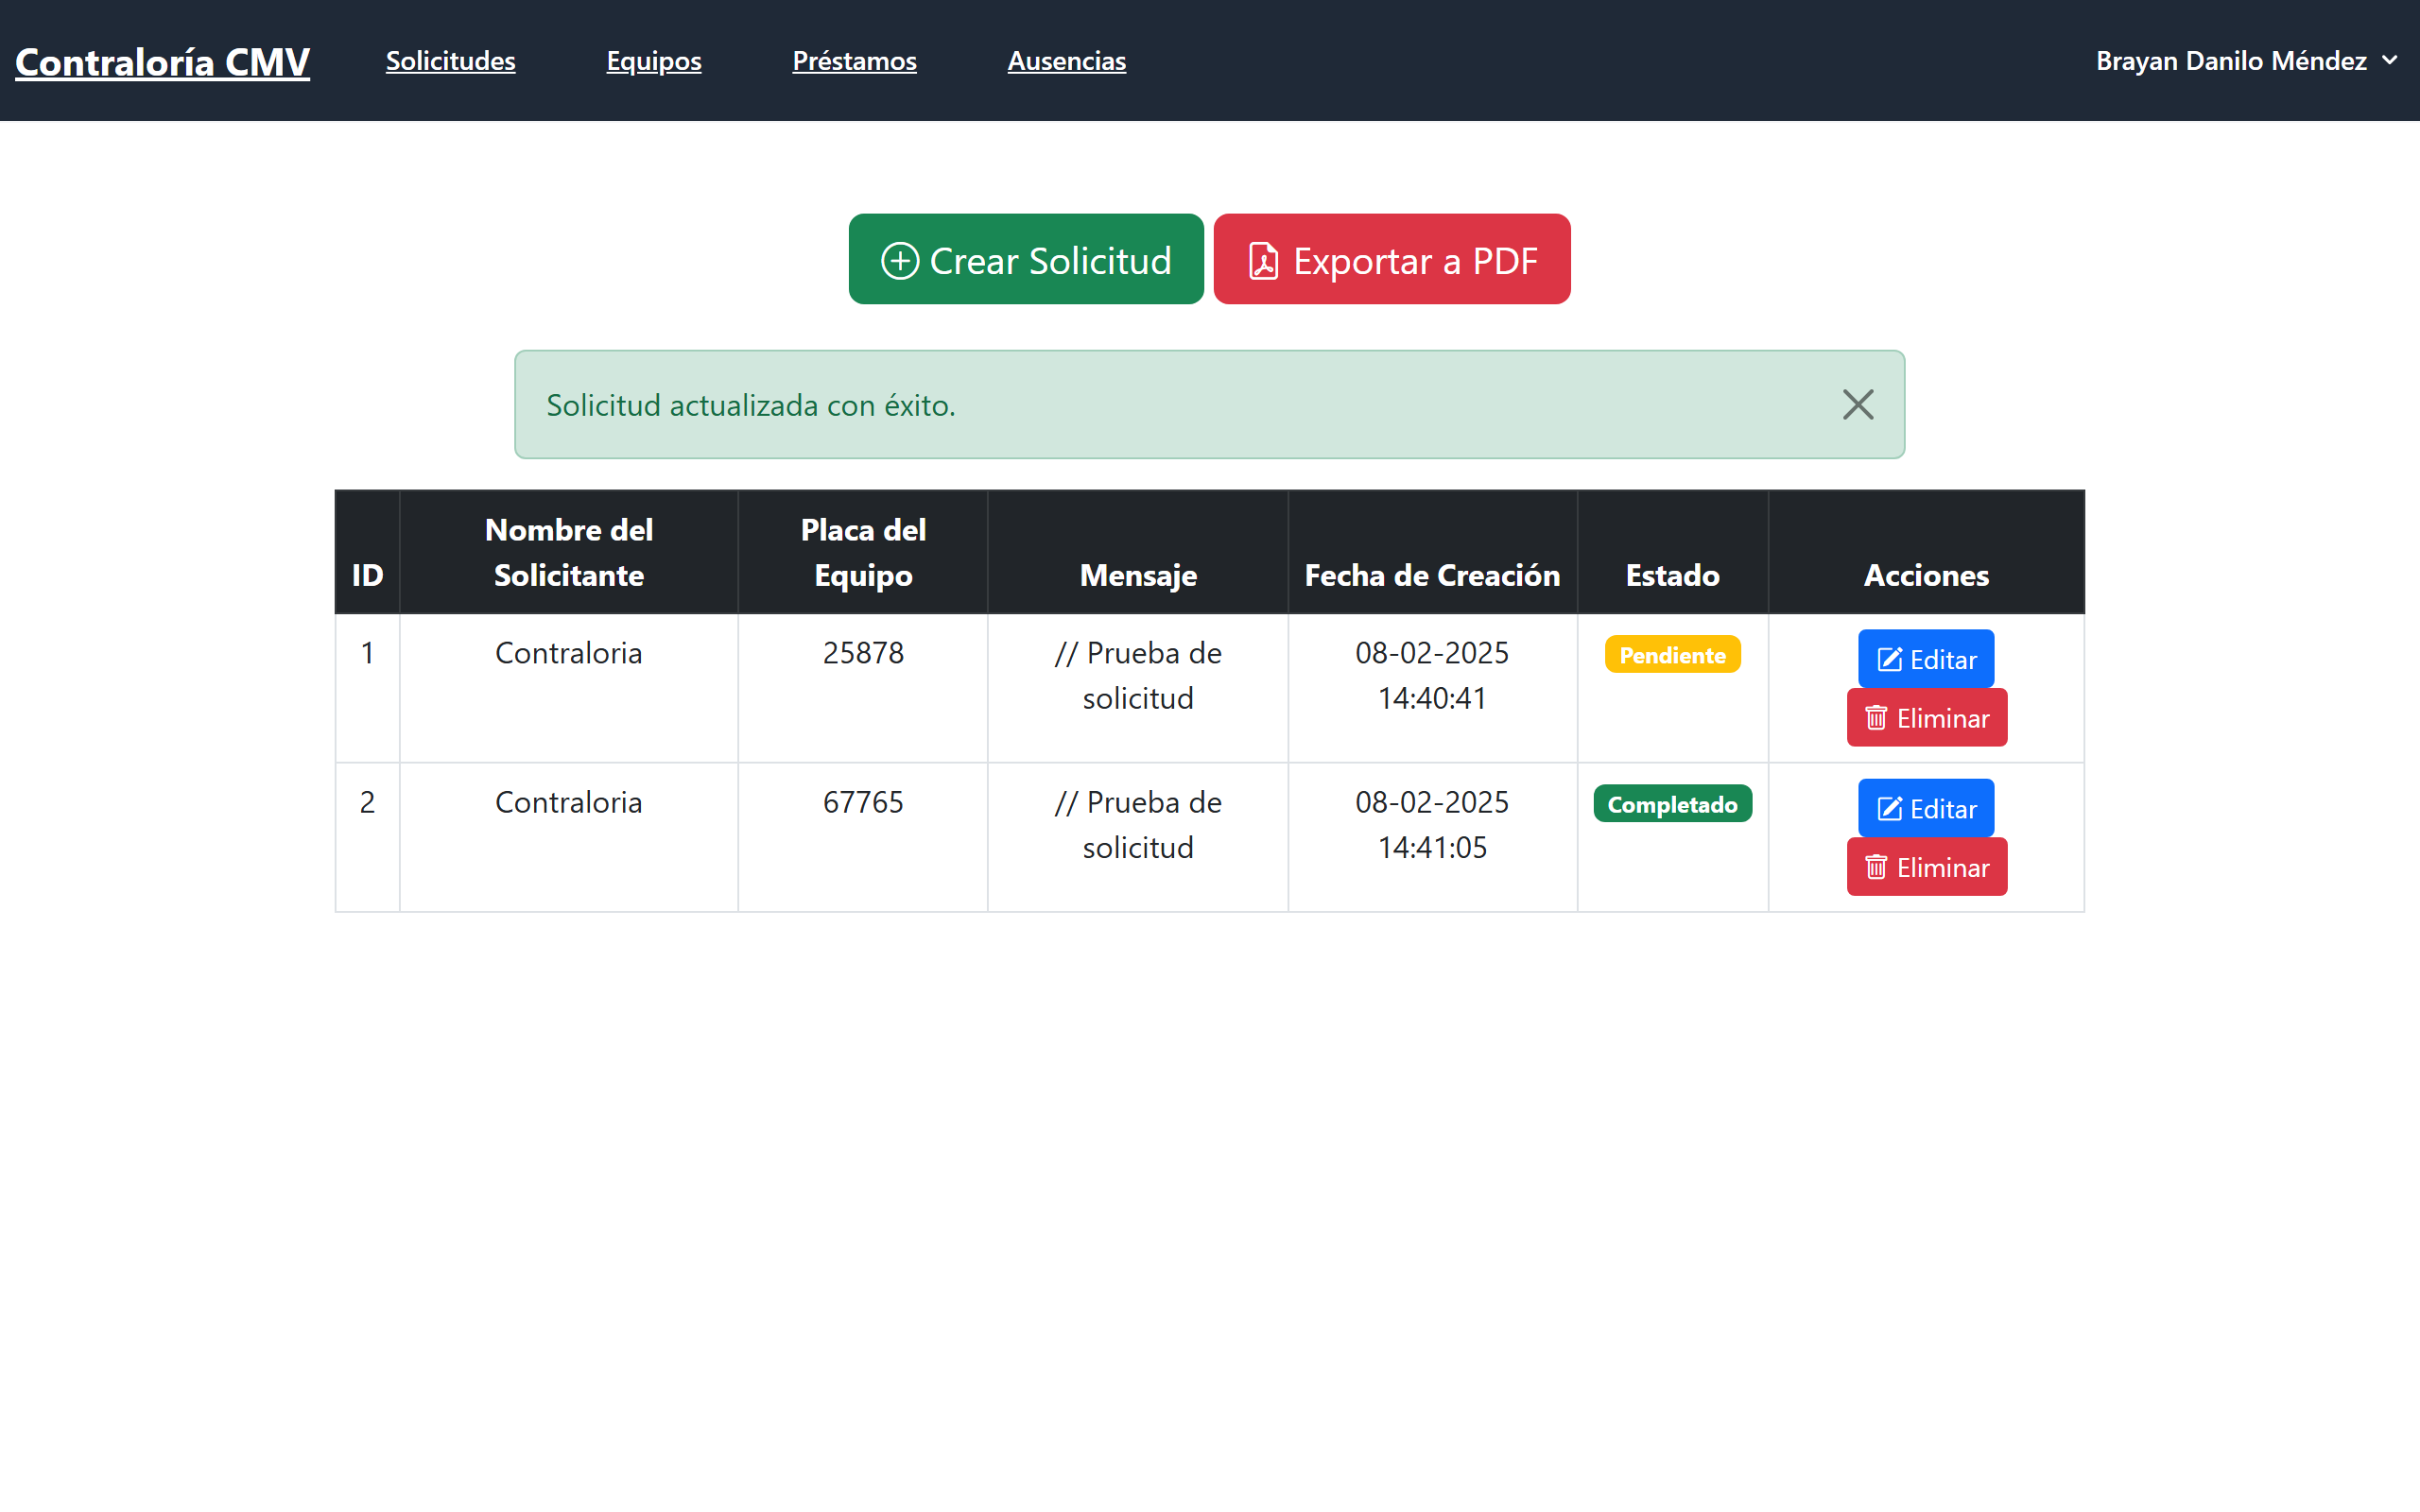 Contraloría CMV Solicitudes Equipos Préstamos Ausencias Brayan Danilo Méndez
Crear Solicitud Exportar a PDF
Solicitud actualizada con éxito.
ID Nombre del Solicitante Placa del Equipo Mensaje Fecha de Creación Estado Acciones
1 Contraloria 25878 // Prueba de solicitud 08-02-2025 14:40:41 Pendiente Editar Eliminar
2 Contraloria 67765 // Prueba de solicitud 08-02-2025 14:41:05 Completado Editar Eliminar